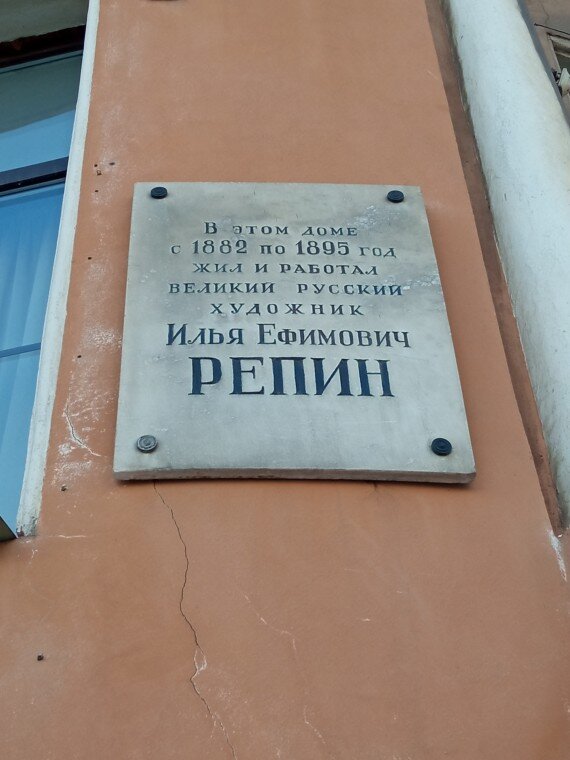 В этом доме
с 1882 по 1895 год
жил и работал
великий русский
художник
Илья Ефимович
РЕПИН